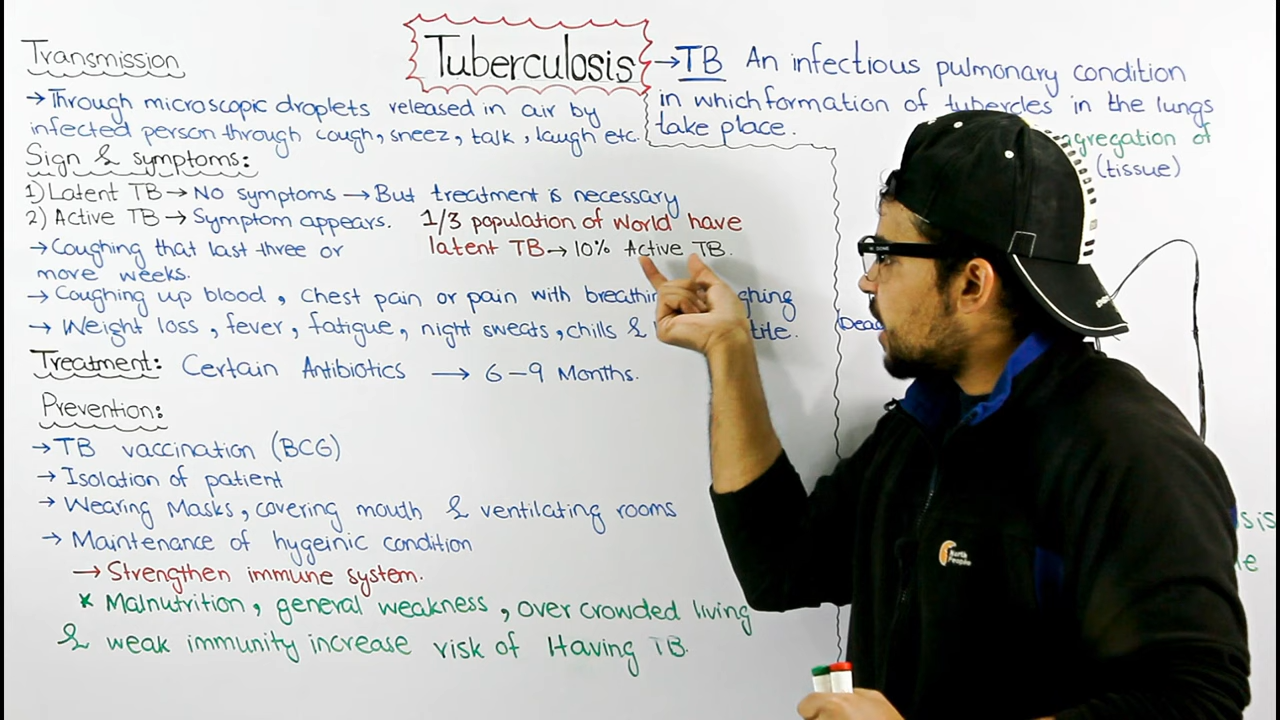 Tuberculosis
→TB An infectious pulmonary condition
in which formation of tubercles in the lungs
take place.
agregation of
(tissue)
Transmission
→Through microscopic droplets released in air by
infected person through cough, sneez, talk, laugh etc.
Sign & symptoms:
1) Latent TB → No symptoms → But treatment is necessary
2) Active TB → Symptom appears.
1/3 population of world have
latent TB → 10% Active TB.
→ Coughing that last three or
more weeks.
→ Coughing up blood, chest pain or pain with
→ Weight loss, fever, fatigue, night sweats, chills &
Treatment: Certain Antibiotics → 6-9 Months.
Prevention:
→ TB vaccination (BCG)
→ Isolation of patient
→ Wearing Masks, covering mouth & ventilating rooms
→ Maintenance of hygeinic condition
→ Strengthen immune system.
* Malnutrition, general weakness, over crowded living
& weak immunity increase risk of Having TB.
North
People